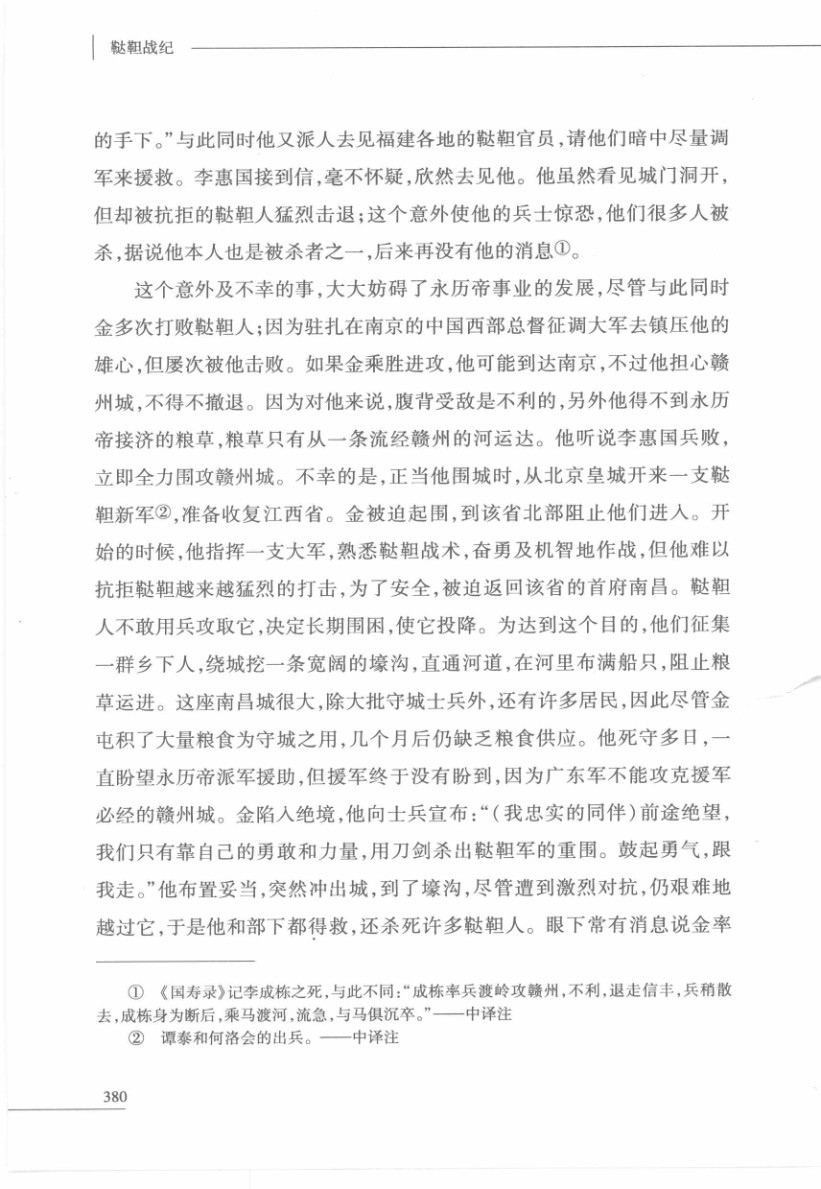 鞑靼战纪
的手下。”与此同时他又派人去见福建各地的鞑靼官员,请他们暗中尽量调
军来援救。李惠国接到信,毫不怀疑,欣然去见他。他虽然看见城门洞开,
但却被抗拒的鞑靼人猛烈击退;这个意外使他的兵士惊恐,他们很多人被
杀,据说他本人也是被杀者之一,后来再没有他的消息①。
这个意外及不幸的事,大大妨碍了永历帝事业的发展,尽管与此同时
金多次打败鞑靼人;因为驻扎在南京的中国西部总督征调大军去镇压他的
雄心,但屡次被他击败。如果金乘胜进攻,他可能到达南京,不过他担心赣
州城,不得不撤退。因为对他来说,腹背受敌是不利的,另外他得不到永历
帝接济的粮草,粮草只有从一条流经赣州的河运达。他听说李惠国兵败,
立即全力围攻赣州城。不幸的是,正当他围城时,从北京皇城开来一支鞑
靼新军②,准备收复江西省。金被迫起围,到该省北部阻止他们进入。开
始的时候,他指挥一支大军,熟悉鞑靼战术,奋勇及机智地作战,但他难以
抗拒鞑靼越来越猛烈的打击,为了安全,被迫返回该省的首府南昌。鞑靼
人不敢用兵攻取它,决定长期围困,使它投降。为达到这个目的,他们征集
一群乡下人,绕城挖一条宽阔的壕沟,直通河道,在河里布满船只,阻止粮
草运进。这座南昌城很大,除大批守城士兵外,还有许多居民,因此尽管金
屯积了大量粮食为守城之用,几个月后仍缺乏粮食供应。他死守多日,一
直盼望永历帝派军援助,但援军终于没有盼到,因为广东军不能攻克援军
必经的赣州城。金陷入绝境,他向士兵宣布:“(我忠实的同伴)前途绝望,
我们只有靠自己的勇敢和力量,用刀剑杀出鞑靼军的重围。鼓起勇气,跟
我走。”他布置妥当,突然冲出城,到了壕沟,尽管遭到激烈对抗,仍艰难地
越过它,于是他和部下都得救,还杀死许多鞑靼人。眼下常有消息说金率
① 《国寿录》记李成栋之死,与此不同:“成栋率兵渡岭攻赣州,不利,退走信丰,兵稍散
去,成栋身为断后,乘马渡河,流急,与马俱沉卒。”——中译注
② 谭泰和何洛会的出兵。——中译注
380